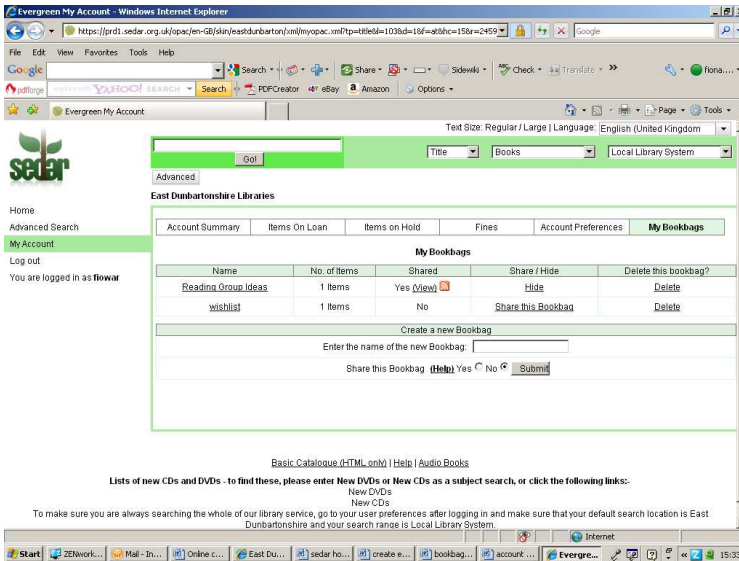 Evergreen My Account - Windows Internet Explorer
https://prd1.sedar.org.uk/opac/en-GB/skin/eastdunbarton/xml/myopac.xml?tp=title&l=103&d=1&f=at&hc=15&r=2459
Google
File Edit View Favorites Tools Help
Google Search Share Sidewiki Check Translate fiona....
pdfforge YAHOO! SEARCH Search PDFCreator eBay Amazon Options
Evergreen My Account Page Tools
Text Size: Regular / Large | Language: English (United Kingdom
sedar
Go! Title Books Local Library System
Advanced
East Dunbartonshire Libraries
Home
Advanced Search
My Account
Log out
You are logged in as fiowar
Account Summary Items On Loan Items on Hold Fines Account Preferences My Bookbags
My Bookbags
Name No. of Items Shared Share / Hide Delete this bookbag?
Reading Group Ideas 1 Items Yes (View) Hide Delete
wishlist 1 Items No Share this Bookbag Delete
Create a new Bookbag
Enter the name of the new Bookbag:
Share this Bookbag (Help) Yes No Submit
Basic Catalogue (HTML only) | Help | Audio Books
Lists of new CDs and DVDs - to find these, please enter New DVDs or New CDs as a subject search, or click the following links:-
New DVDs
New CDs
To make sure you are always searching the whole of our library service, go to your user preferences after logging in and make sure that your default search location is East
Dunbartonshire and your search range is Local Library System.
Internet
Start ZENwork... Mail - In... Online c... East Du... sedar ho... create e... bookbag... account ... Evergre... 15:33